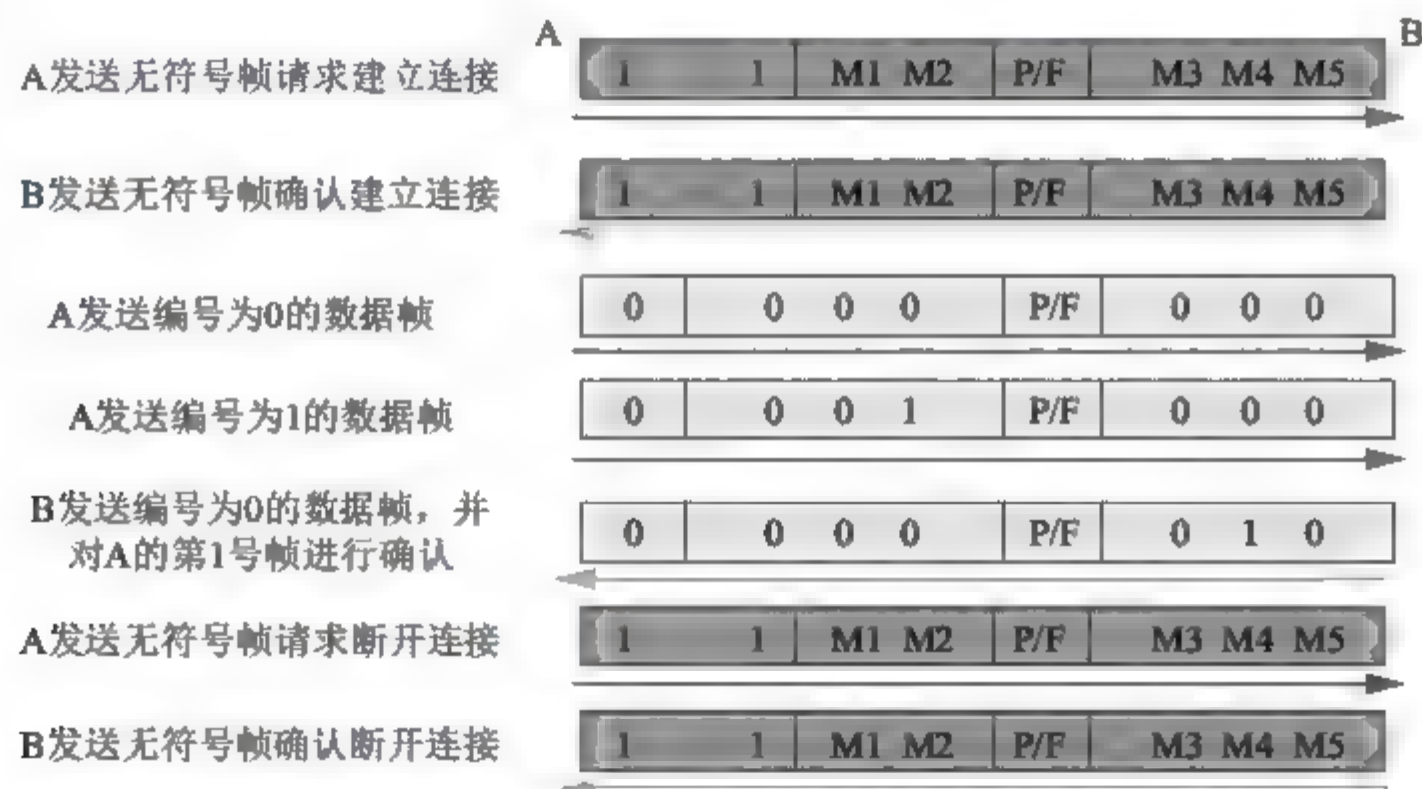 A B
A发送无符号帧请求建立连接 1 1 M1 M2 P/F M3 M4 M5
B发送无符号帧确认建立连接 1 1 M1 M2 P/F M3 M4 M5
A发送编号为0的数据帧 0 0 0 0 P/F 0 0 0
A发送编号为1的数据帧 0 0 0 1 P/F 0 0 0
B发送编号为0的数据帧，并
对A的第1号帧进行确认 0 0 0 0 P/F 0 1 0
A发送无符号帧请求断开连接 1 1 M1 M2 P/F M3 M4 M5
B发送无符号帧确认断开连接 1 1 M1 M2 P/F M3 M4 M5